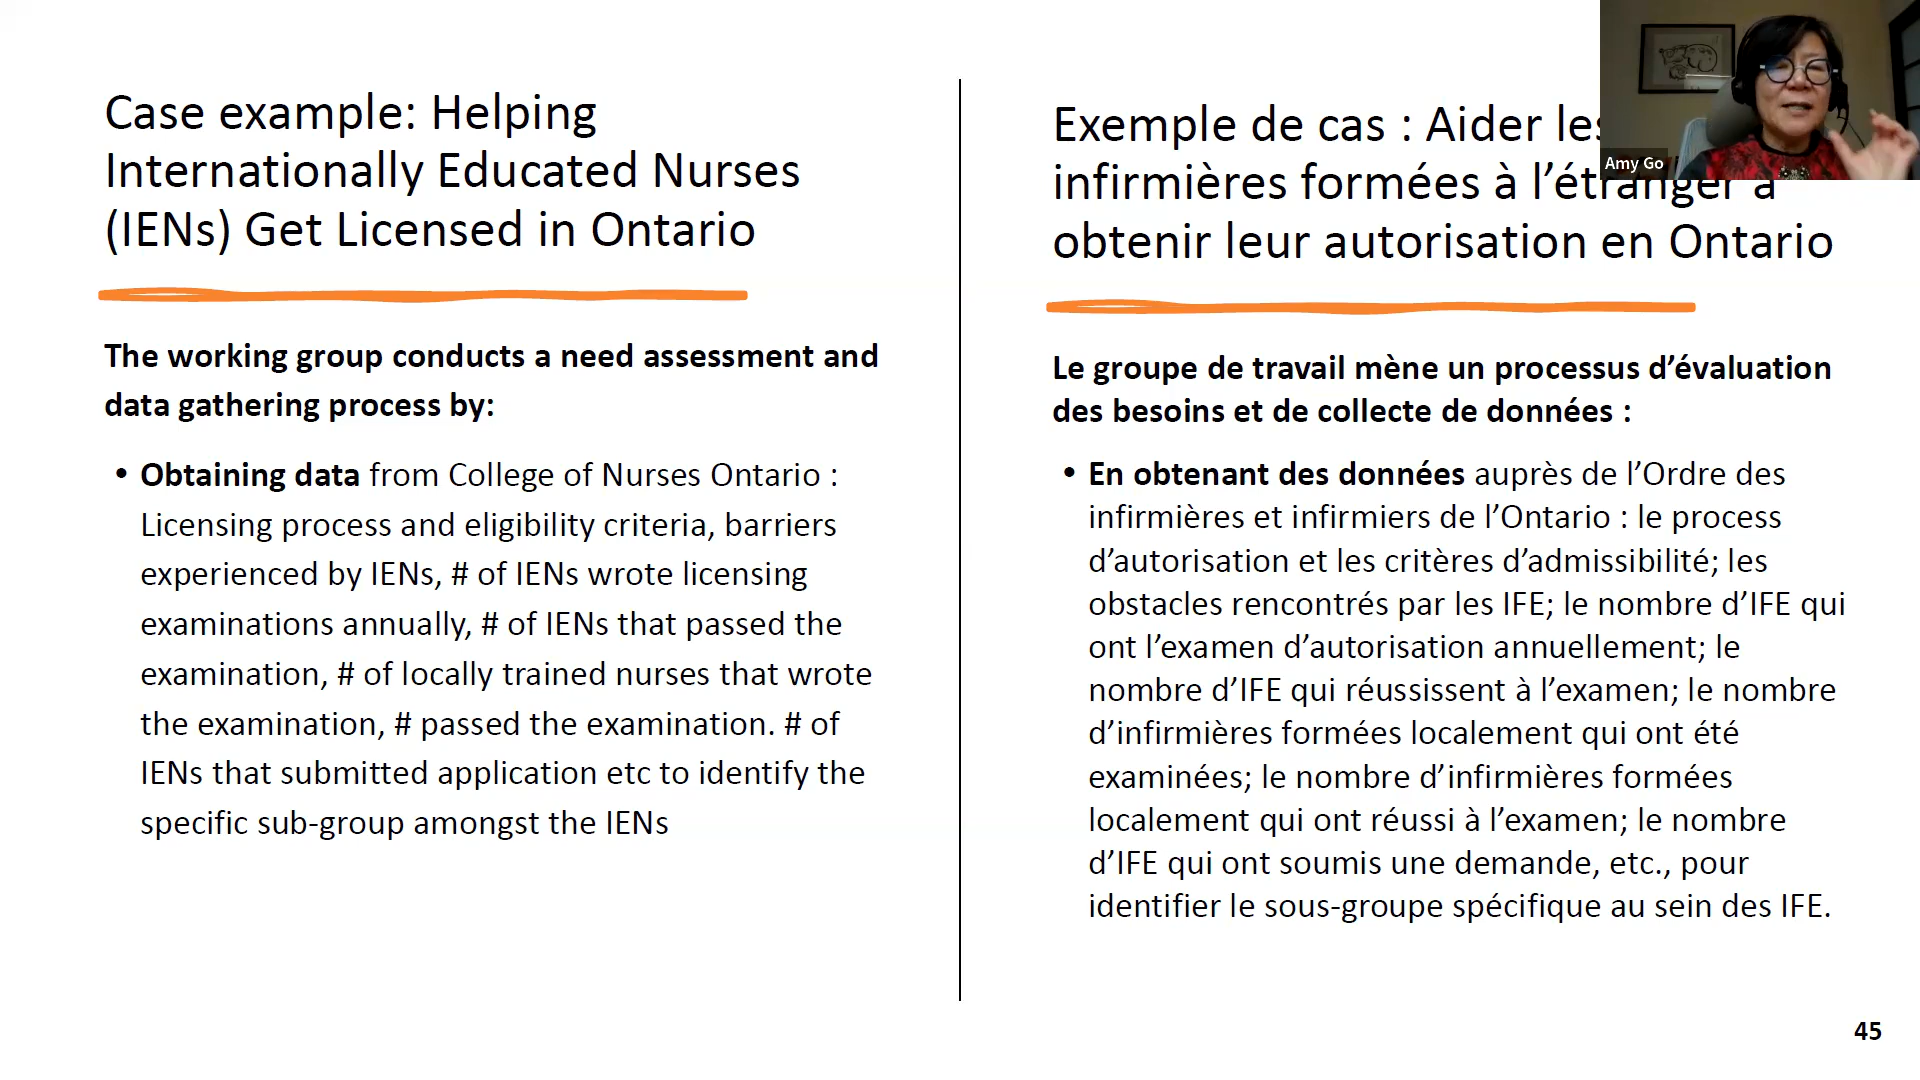 Case example: Helping
Internationally Educated Nurses
(IENs) Get Licensed in Ontario
The working group conducts a need assessment and
data gathering process by:
• Obtaining data from College of Nurses Ontario :
Licensing process and eligibility criteria, barriers
experienced by IENs, # of IENs wrote licensing
examinations annually, # of IENs that passed the
examination, # of locally trained nurses that wrote
the examination, # passed the examination. # of
IENs that submitted application etc to identify the
specific sub-group amongst the IENs
Exemple de cas : Aider les
infirmières formées à l’étranger à
obtenir leur autorisation en Ontario
Le groupe de travail mène un processus d’évaluation
des besoins et de collecte de données :
• En obtenant des données auprès de l’Ordre des
infirmières et infirmiers de l’Ontario : le process
d’autorisation et les critères d’admissibilité; les
obstacles rencontrés par les IFE; le nombre d’IFE qui
ont l’examen d’autorisation annuellement; le
nombre d’IFE qui réussissent à l’examen; le nombre
d’infirmières formées localement qui ont été
examinées; le nombre d’infirmières formées
localement qui ont réussi à l’examen; le nombre
d’IFE qui ont soumis une demande, etc., pour
identifier le sous-groupe spécifique au sein des IFE.
Amy Go
45